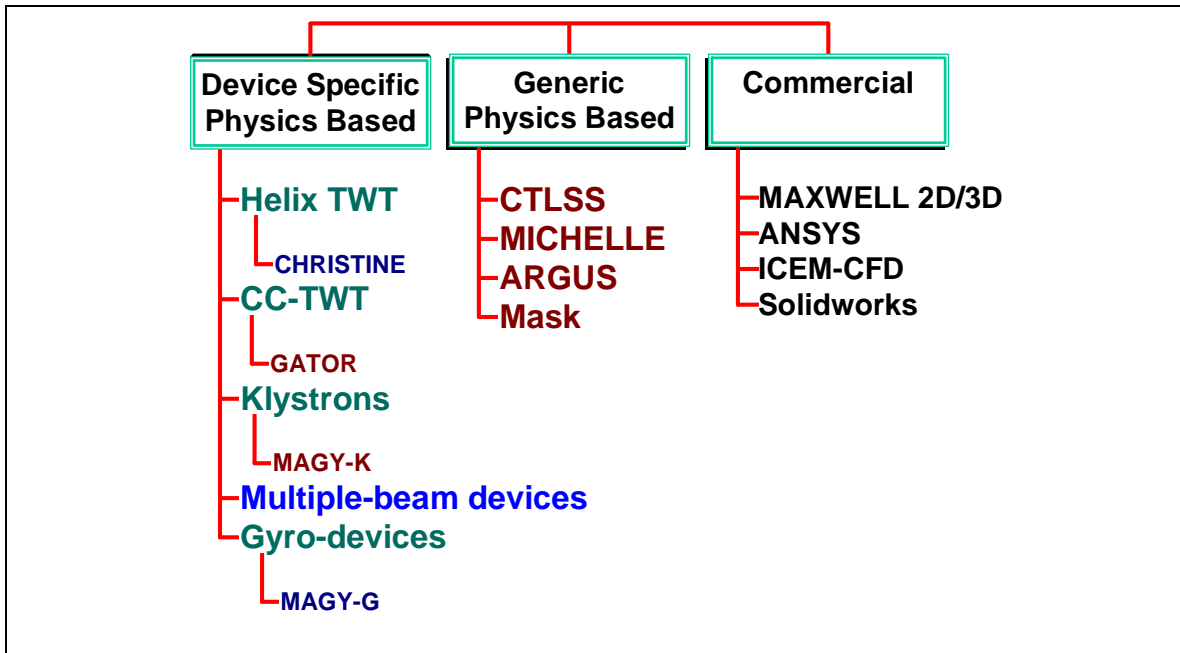 Device Specific
Physics Based
Generic
Physics Based
Commercial
Helix TWT
CHRISTINE
CC-TWT
GATOR
Klystrons
MAGY-K
Multiple-beam devices
Gyro-devices
MAGY-G
CTLSS
MICHELLE
ARGUS
Mask
MAXWELL 2D/3D
ANSYS
ICEM-CFD
Solidworks